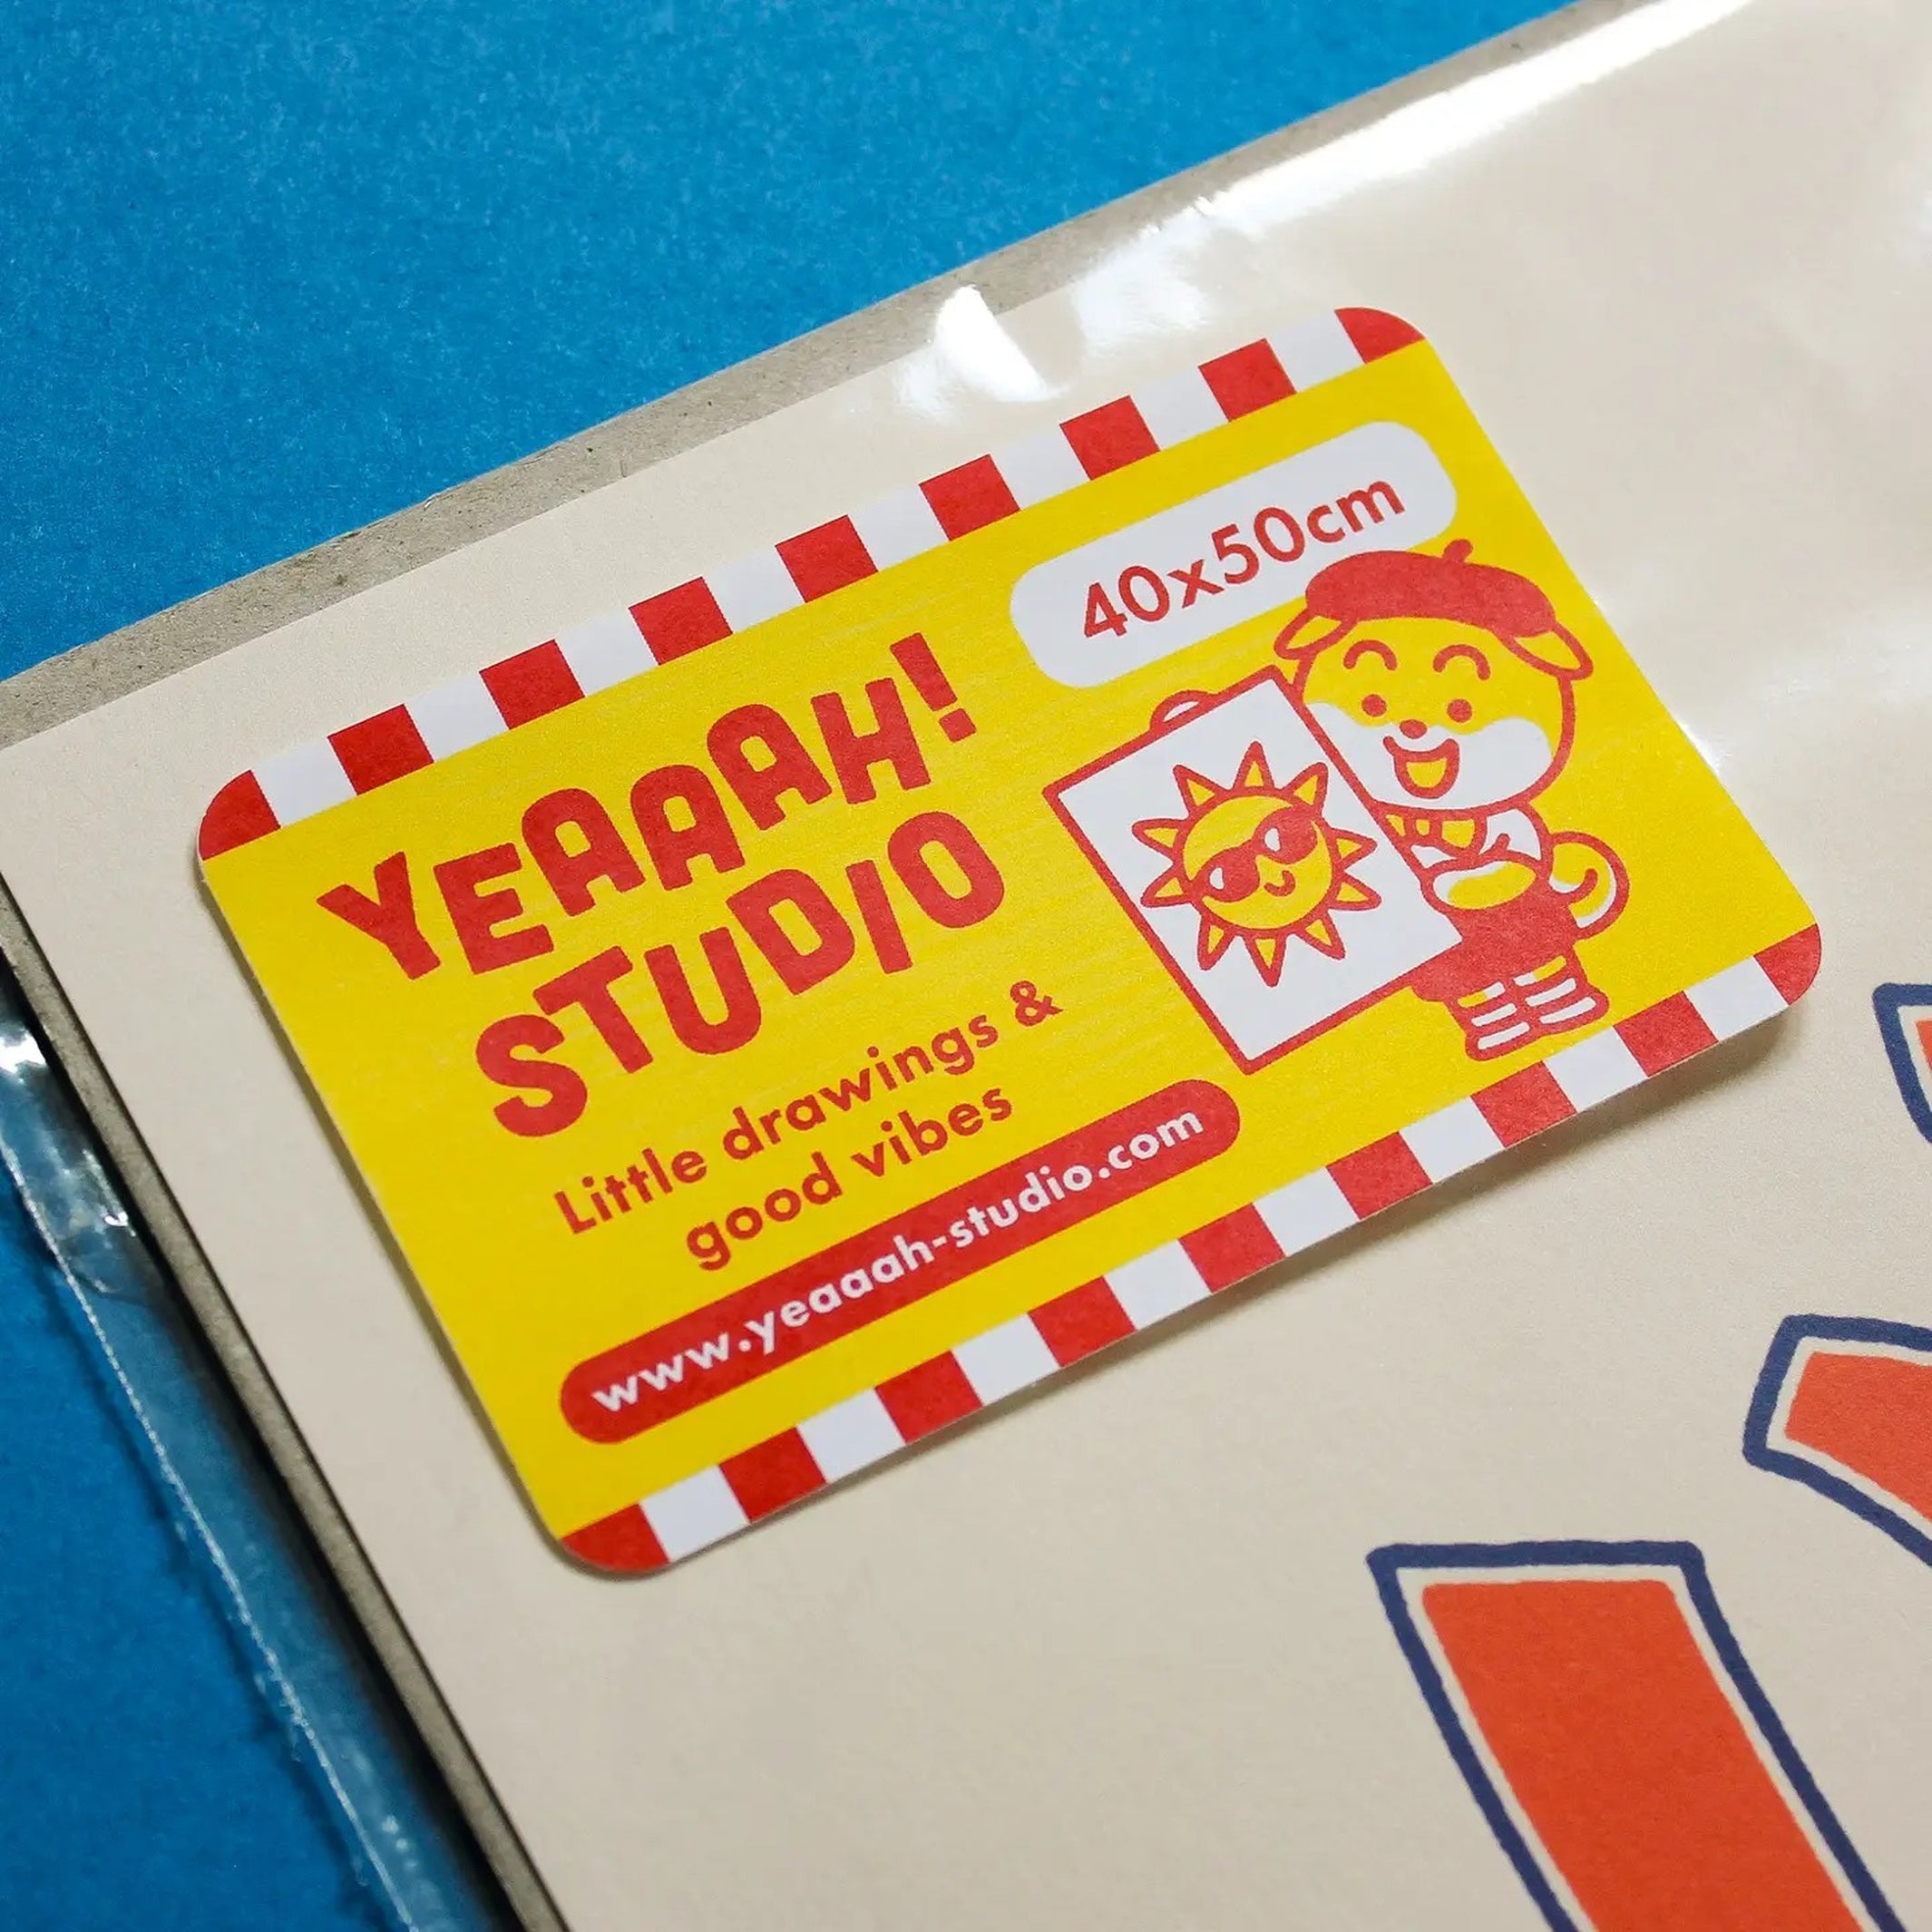 40x50cm
YEAAAH!
STUDIO
Little drawings &
good vibes
www.yeaaah-studio.com